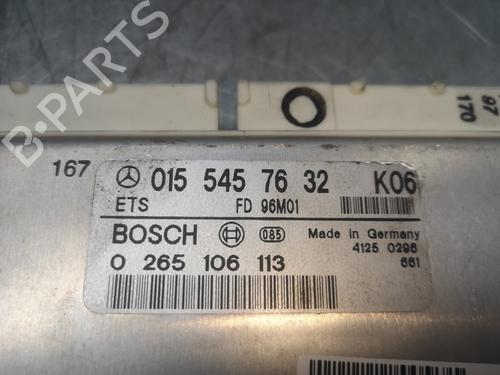 97
170
167
015 545 76 32 K06
ETS FD 96M01
BOSCH 085 Made in Germany
4125 0296
0 265 106 113 661
B-PARTS